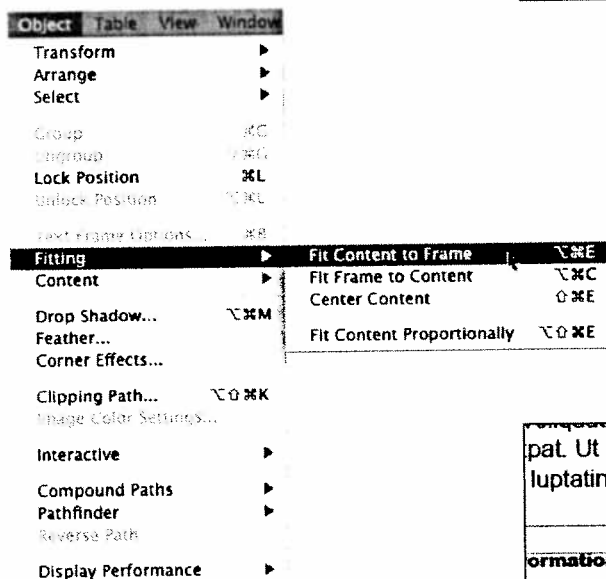 Object Table View Window
Transform ▶
Arrange ▶
Select ▶
Group ⌘G
Ungroup ⇧⌘G
Lock Position ⌘L
Unlock Position ⌥⌘L
Text Frame Options... ⌘B
Fitting ▶
Content ▶
Drop Shadow... ⌥⌘M
Feather...
Corner Effects...
Clipping Path... ⌥⇧⌘K
Image Color Settings...
Interactive ▶
Compound Paths ▶
Pathfinder ▶
Reverse Path
Display Performance ▶
Fit Content to Frame ⌥⌘E
Fit Frame to Content ⌥⌘C
Center Content ⇧⌘E
Fit Content Proportionally ⌥⇧⌘E
pat. Ut
luptatin
ormatio